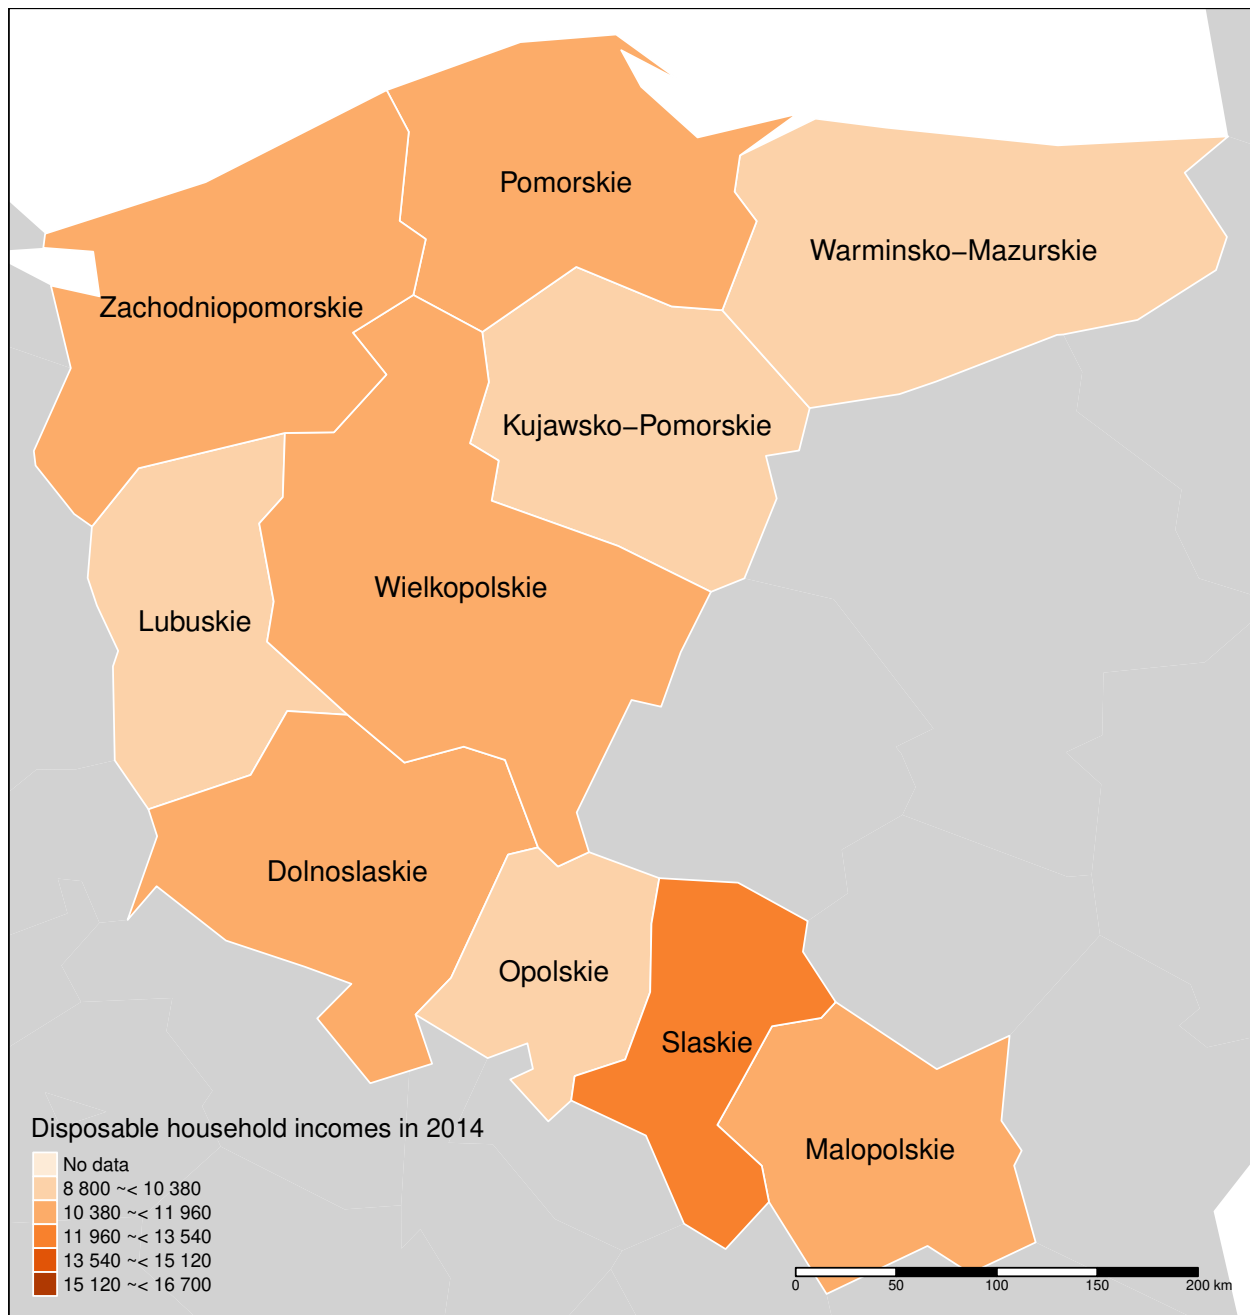 Pomorskie
Warminsko−Mazurskie
Zachodniopomorskie
Kujawsko−Pomorskie
Wielkopolskie
Lubuskie
Dolnoslaskie
Opolskie
Slaskie
Malopolskie
Disposable household incomes in 2014
No data
8 800 ~< 10 380
10 380 ~< 11 960
11 960 ~< 13 540
13 540 ~< 15 120
15 120 ~< 16 700
0 50 100 150 200 km